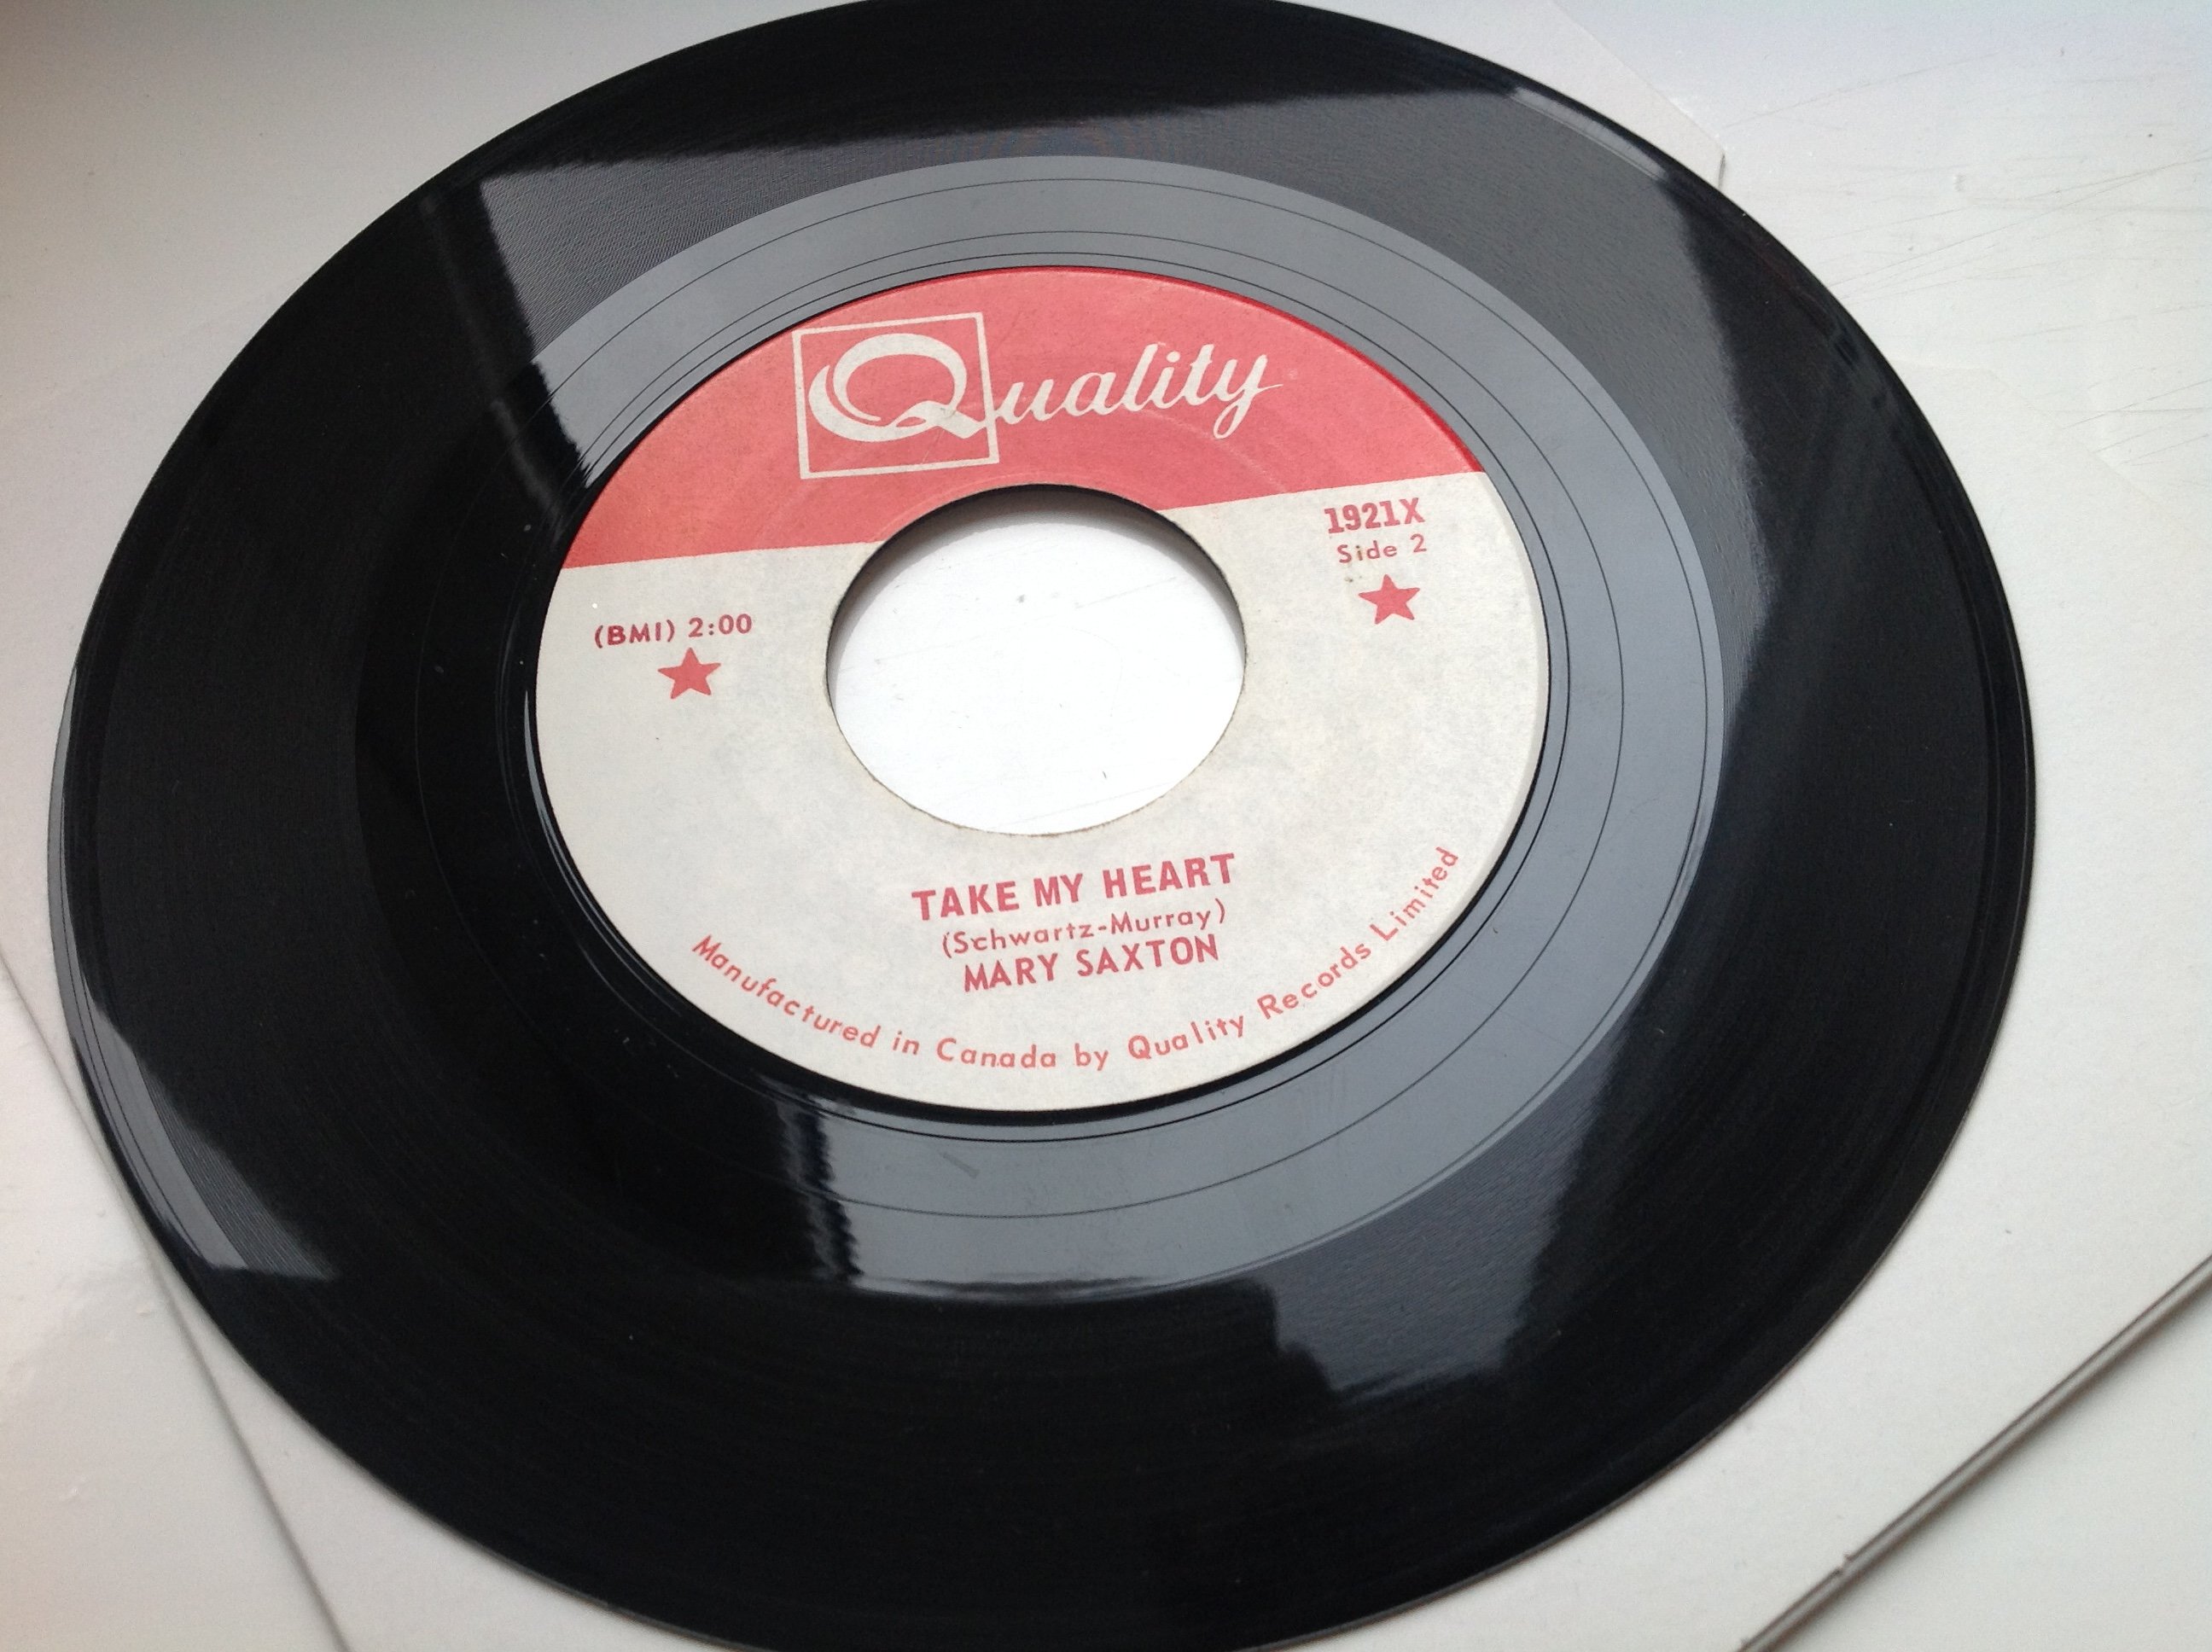 Quality
1921X
Side 2
(BMI) 2:00
TAKE MY HEART
(Schwartz-Murray)
MARY SAXTON
Manufactured in Canada by Quality Records Limited